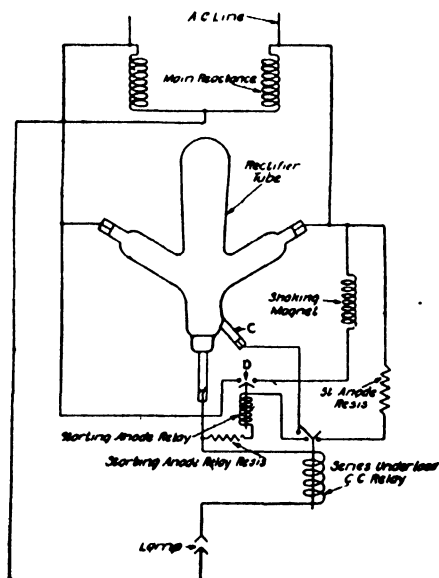 A C Line
Main Reactance
Rectifier
Tube
C
Shaking
Magnet
D
St Anode
Resis
Starting Anode Relay
Starting Anode Relay Resis
Series Underload
C C Relay
Lamp